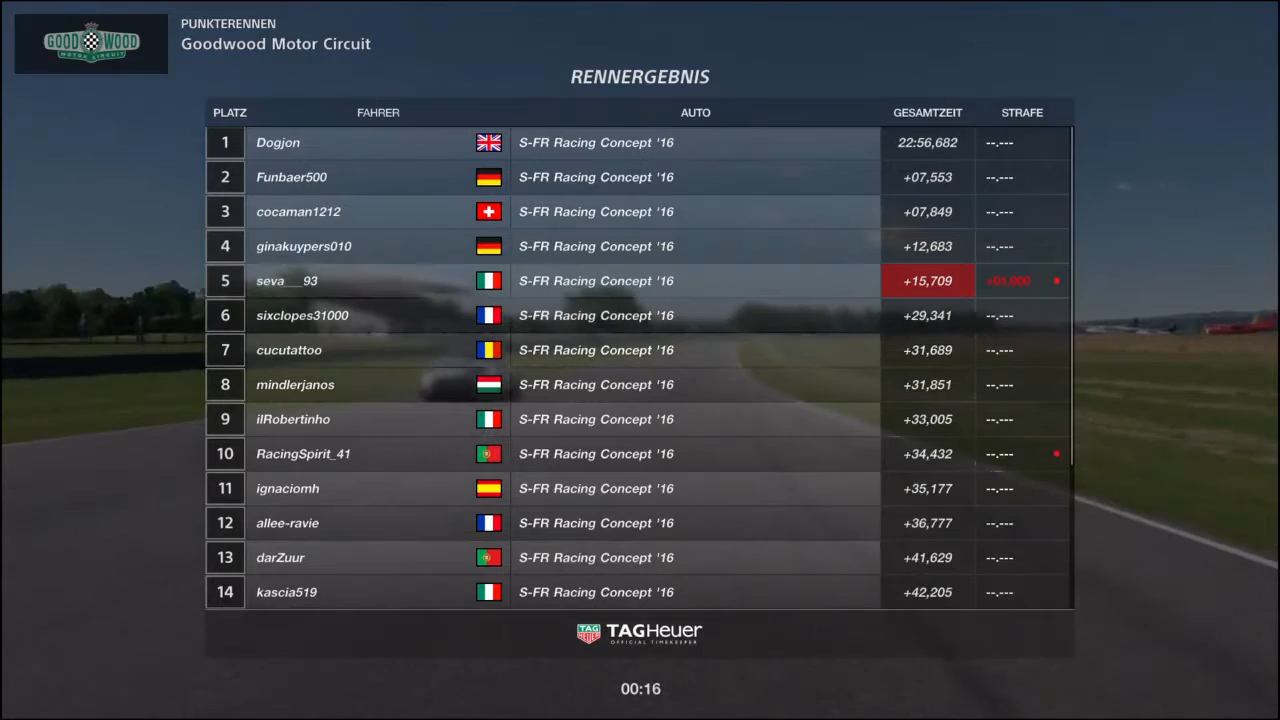 GOODWOOD
MOTOR CIRCUIT
PUNKTERENNEN
Goodwood Motor Circuit
RENNERGEBNIS
PLATZ FAHRER AUTO GESAMTZEIT STRAFE
1 Dogjon S-FR Racing Concept '16 22:56,682 --.---
2 Funbaer500 S-FR Racing Concept '16 +07,553 --.---
3 cocaman1212 S-FR Racing Concept '16 +07,849 --.---
4 ginakuypers010 S-FR Racing Concept '16 +12,683 --.---
5 seva___93 S-FR Racing Concept '16 +15,709 +01,000
6 sixclopes31000 S-FR Racing Concept '16 +29,341 --.---
7 cucutattoo S-FR Racing Concept '16 +31,689 --.---
8 mindlerjanos S-FR Racing Concept '16 +31,851 --.---
9 ilRobertinho S-FR Racing Concept '16 +33,005 --.---
10 RacingSpirit_41 S-FR Racing Concept '16 +34,432 --.---
11 ignaciomh S-FR Racing Concept '16 +35,177 --.---
12 allee-ravie S-FR Racing Concept '16 +36,777 --.---
13 darZuur S-FR Racing Concept '16 +41,629 --.---
14 kascia519 S-FR Racing Concept '16 +42,205 --.---
TAG HEUER TAGHeuer
OFFICIAL TIMEKEEPER
00:16